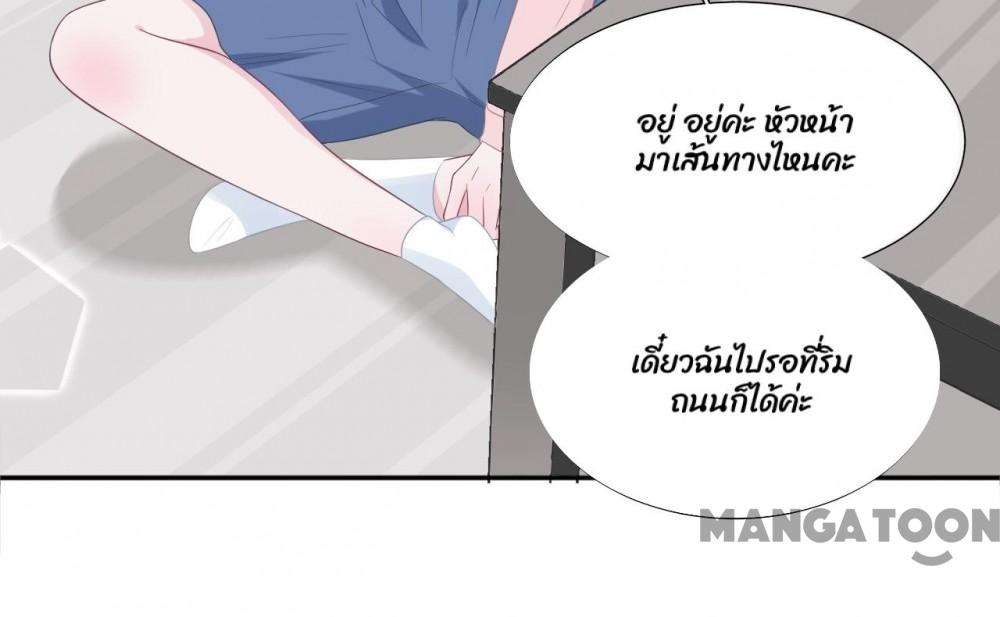 อยู่ อยู่ค่ะ หัวหน้า
มาเส้นทางไหนคะ
เดี๋ยวฉันไปรอที่ริม
ถนนก็ได้ค่ะ
MANGATOON